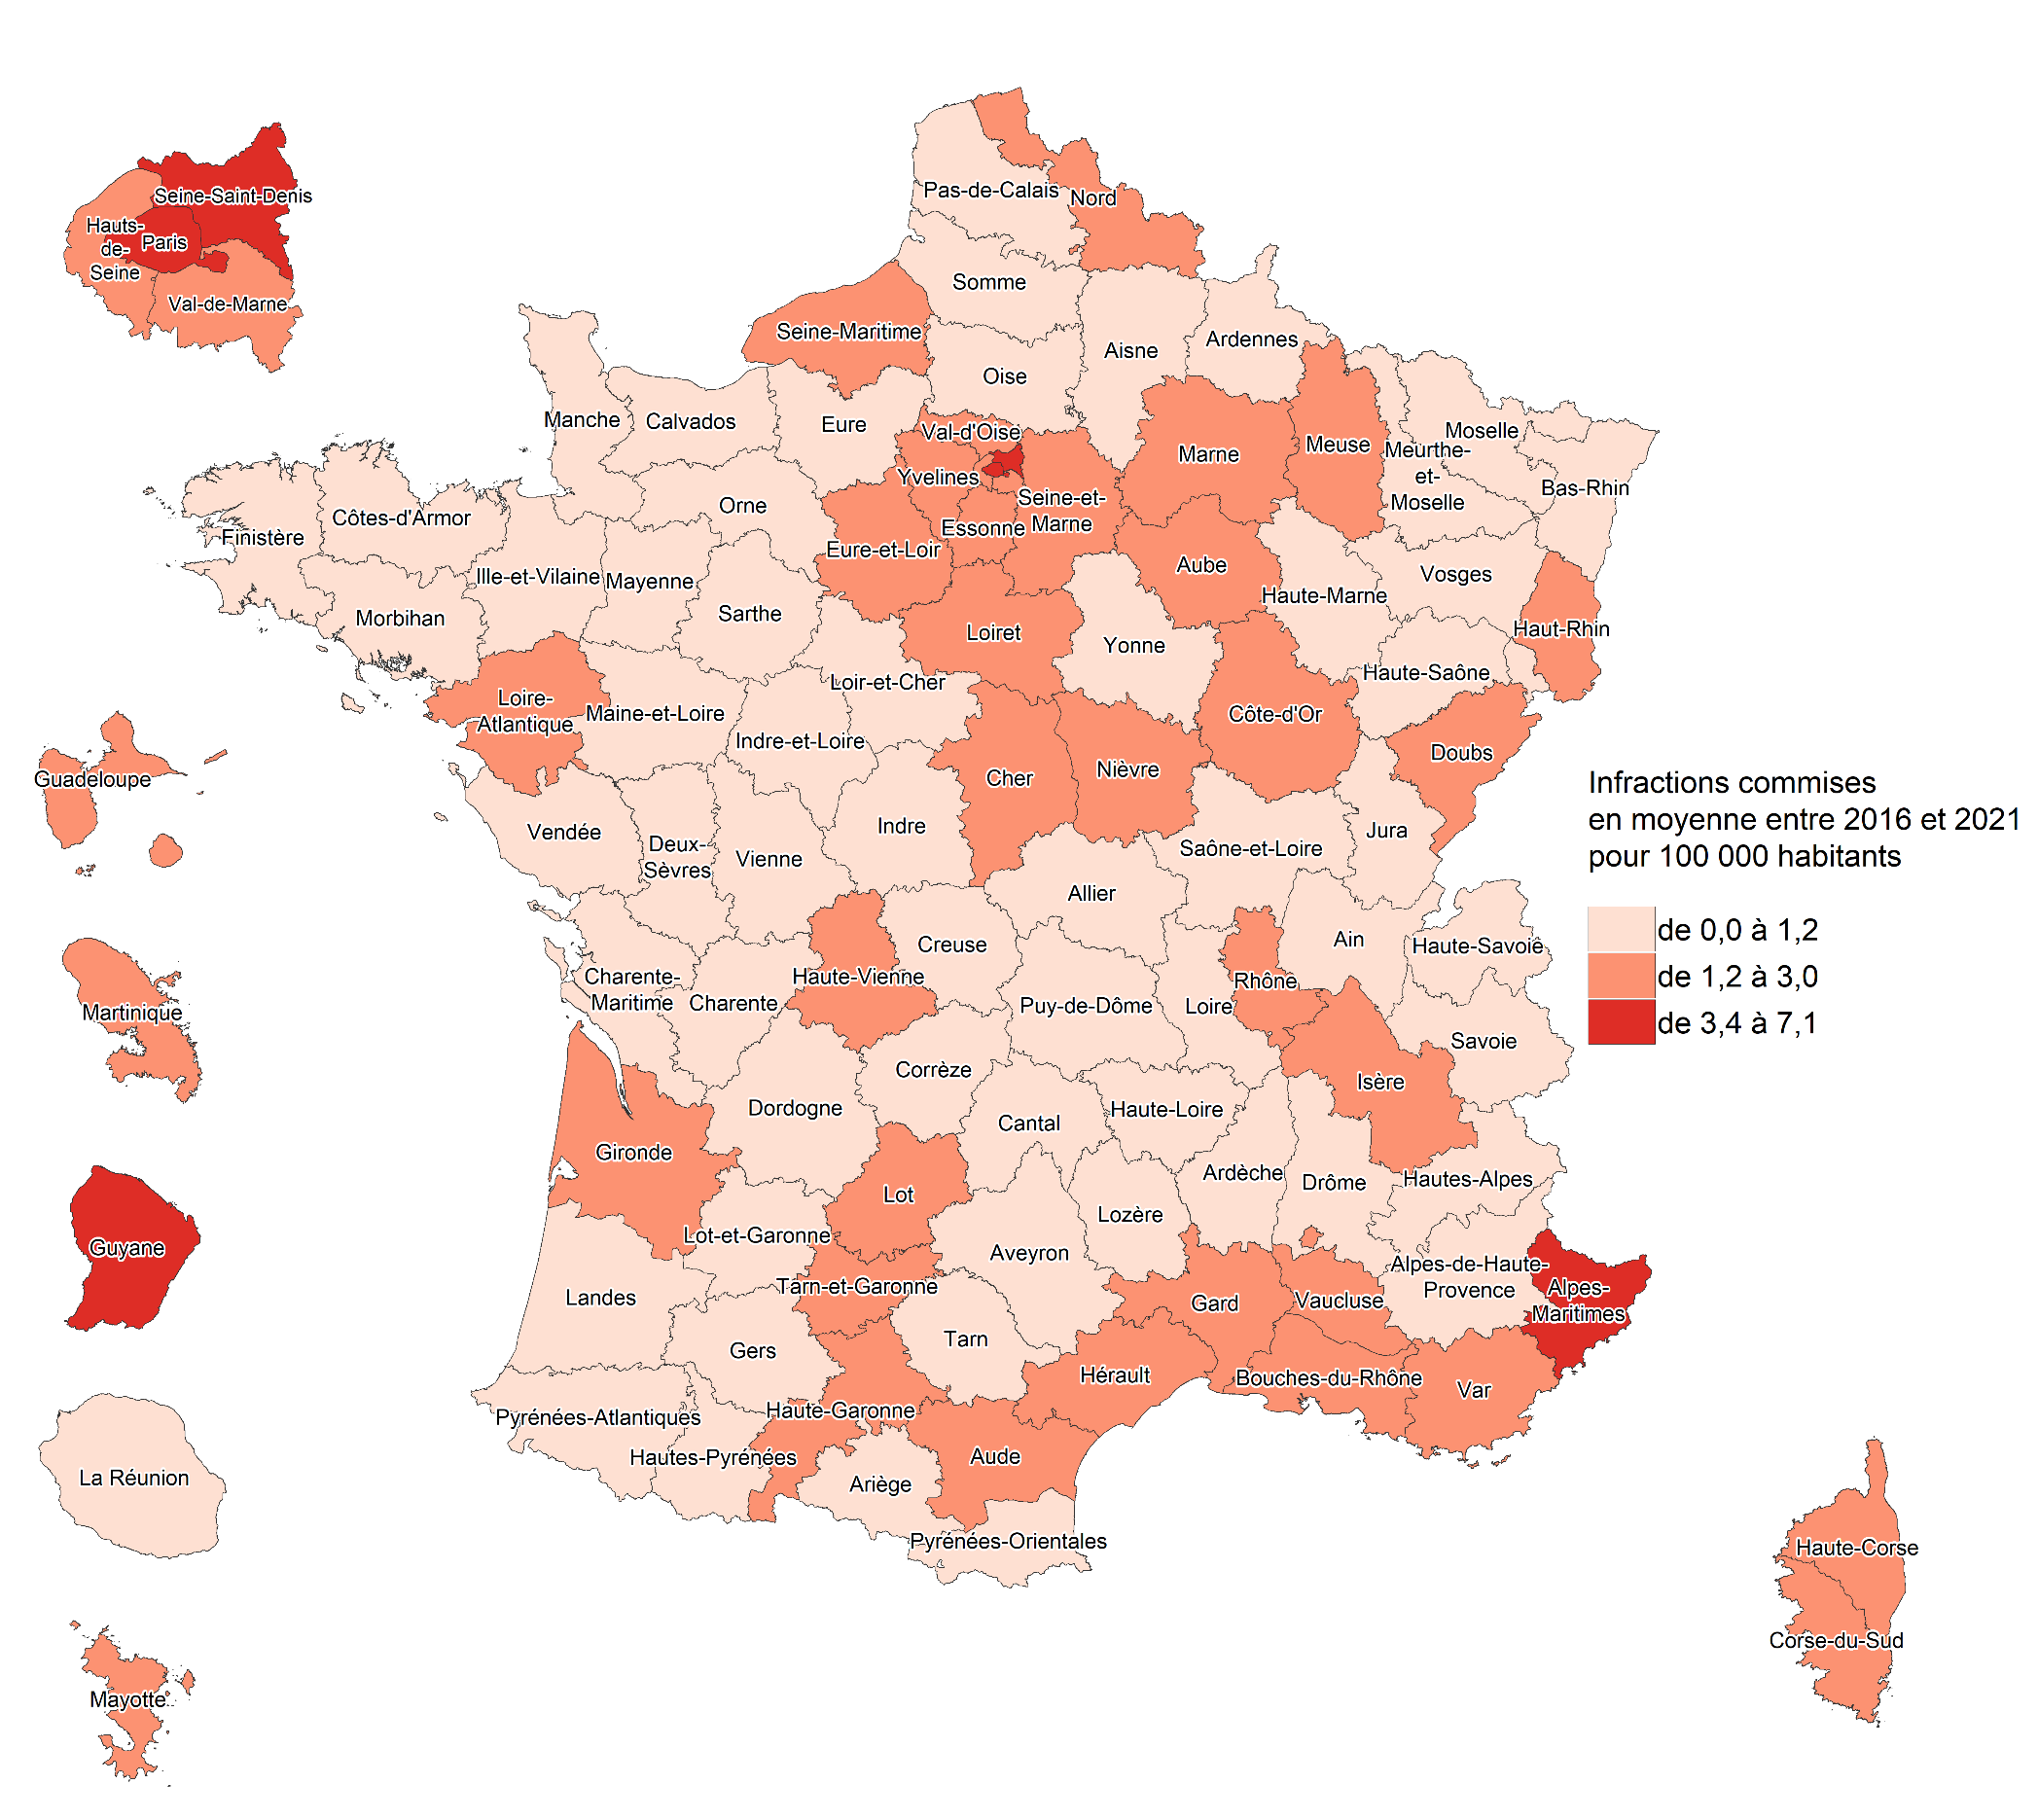 Seine-Saint-Denis
Hauts-
de-
Seine
Paris
Val-de-Marne
Pas-de-Calais
Nord
Somme
Seine-Maritime
Aisne
Ardennes
Oise
Manche
Calvados
Eure
Val-d'Oise
Marne
Meuse
Moselle
Meurthe-
et-
Moselle
Bas-Rhin
Yvelines
Seine-et-
Marne
Essonne
Orne
Côtes-d'Armor
Finistère
Eure-et-Loir
Aube
Vosges
Haute-Marne
Ille-et-Vilaine
Mayenne
Sarthe
Morbihan
Loiret
Yonne
Haut-Rhin
Haute-Saône
Loir-et-Cher
Loire-
Atlantique
Maine-et-Loire
Indre-et-Loire
Côte-d'Or
Doubs
Cher
Nièvre
Guadeloupe
Infractions commises
en moyenne entre 2016 et 2021
pour 100 000 habitants
de 0,0 à 1,2
de 1,2 à 3,0
de 3,4 à 7,1
Vendée
Deux-
Sèvres
Vienne
Indre
Saône-et-Loire
Jura
Allier
Creuse
Ain
Haute-Savoie
Charente-
Maritime
Charente
Haute-Vienne
Puy-de-Dôme
Loire
Rhône
Martinique
Savoie
Isère
Corrèze
Dordogne
Cantal
Haute-Loire
Gironde
Lot
Ardèche
Drôme
Hautes-Alpes
Lozère
Lot-et-Garonne
Aveyron
Guyane
Alpes-de-Haute-
Provence
Alpes-
Maritimes
Landes
Tarn-et-Garonne
Gard
Vaucluse
Gers
Tarn
Hérault
Bouches-du-Rhône
Var
Pyrénées-Atlantiques
Haute-Garonne
Hautes-Pyrénées
Aude
Ariège
La Réunion
Pyrénées-Orientales
Haute-Corse
Corse-du-Sud
Mayotte